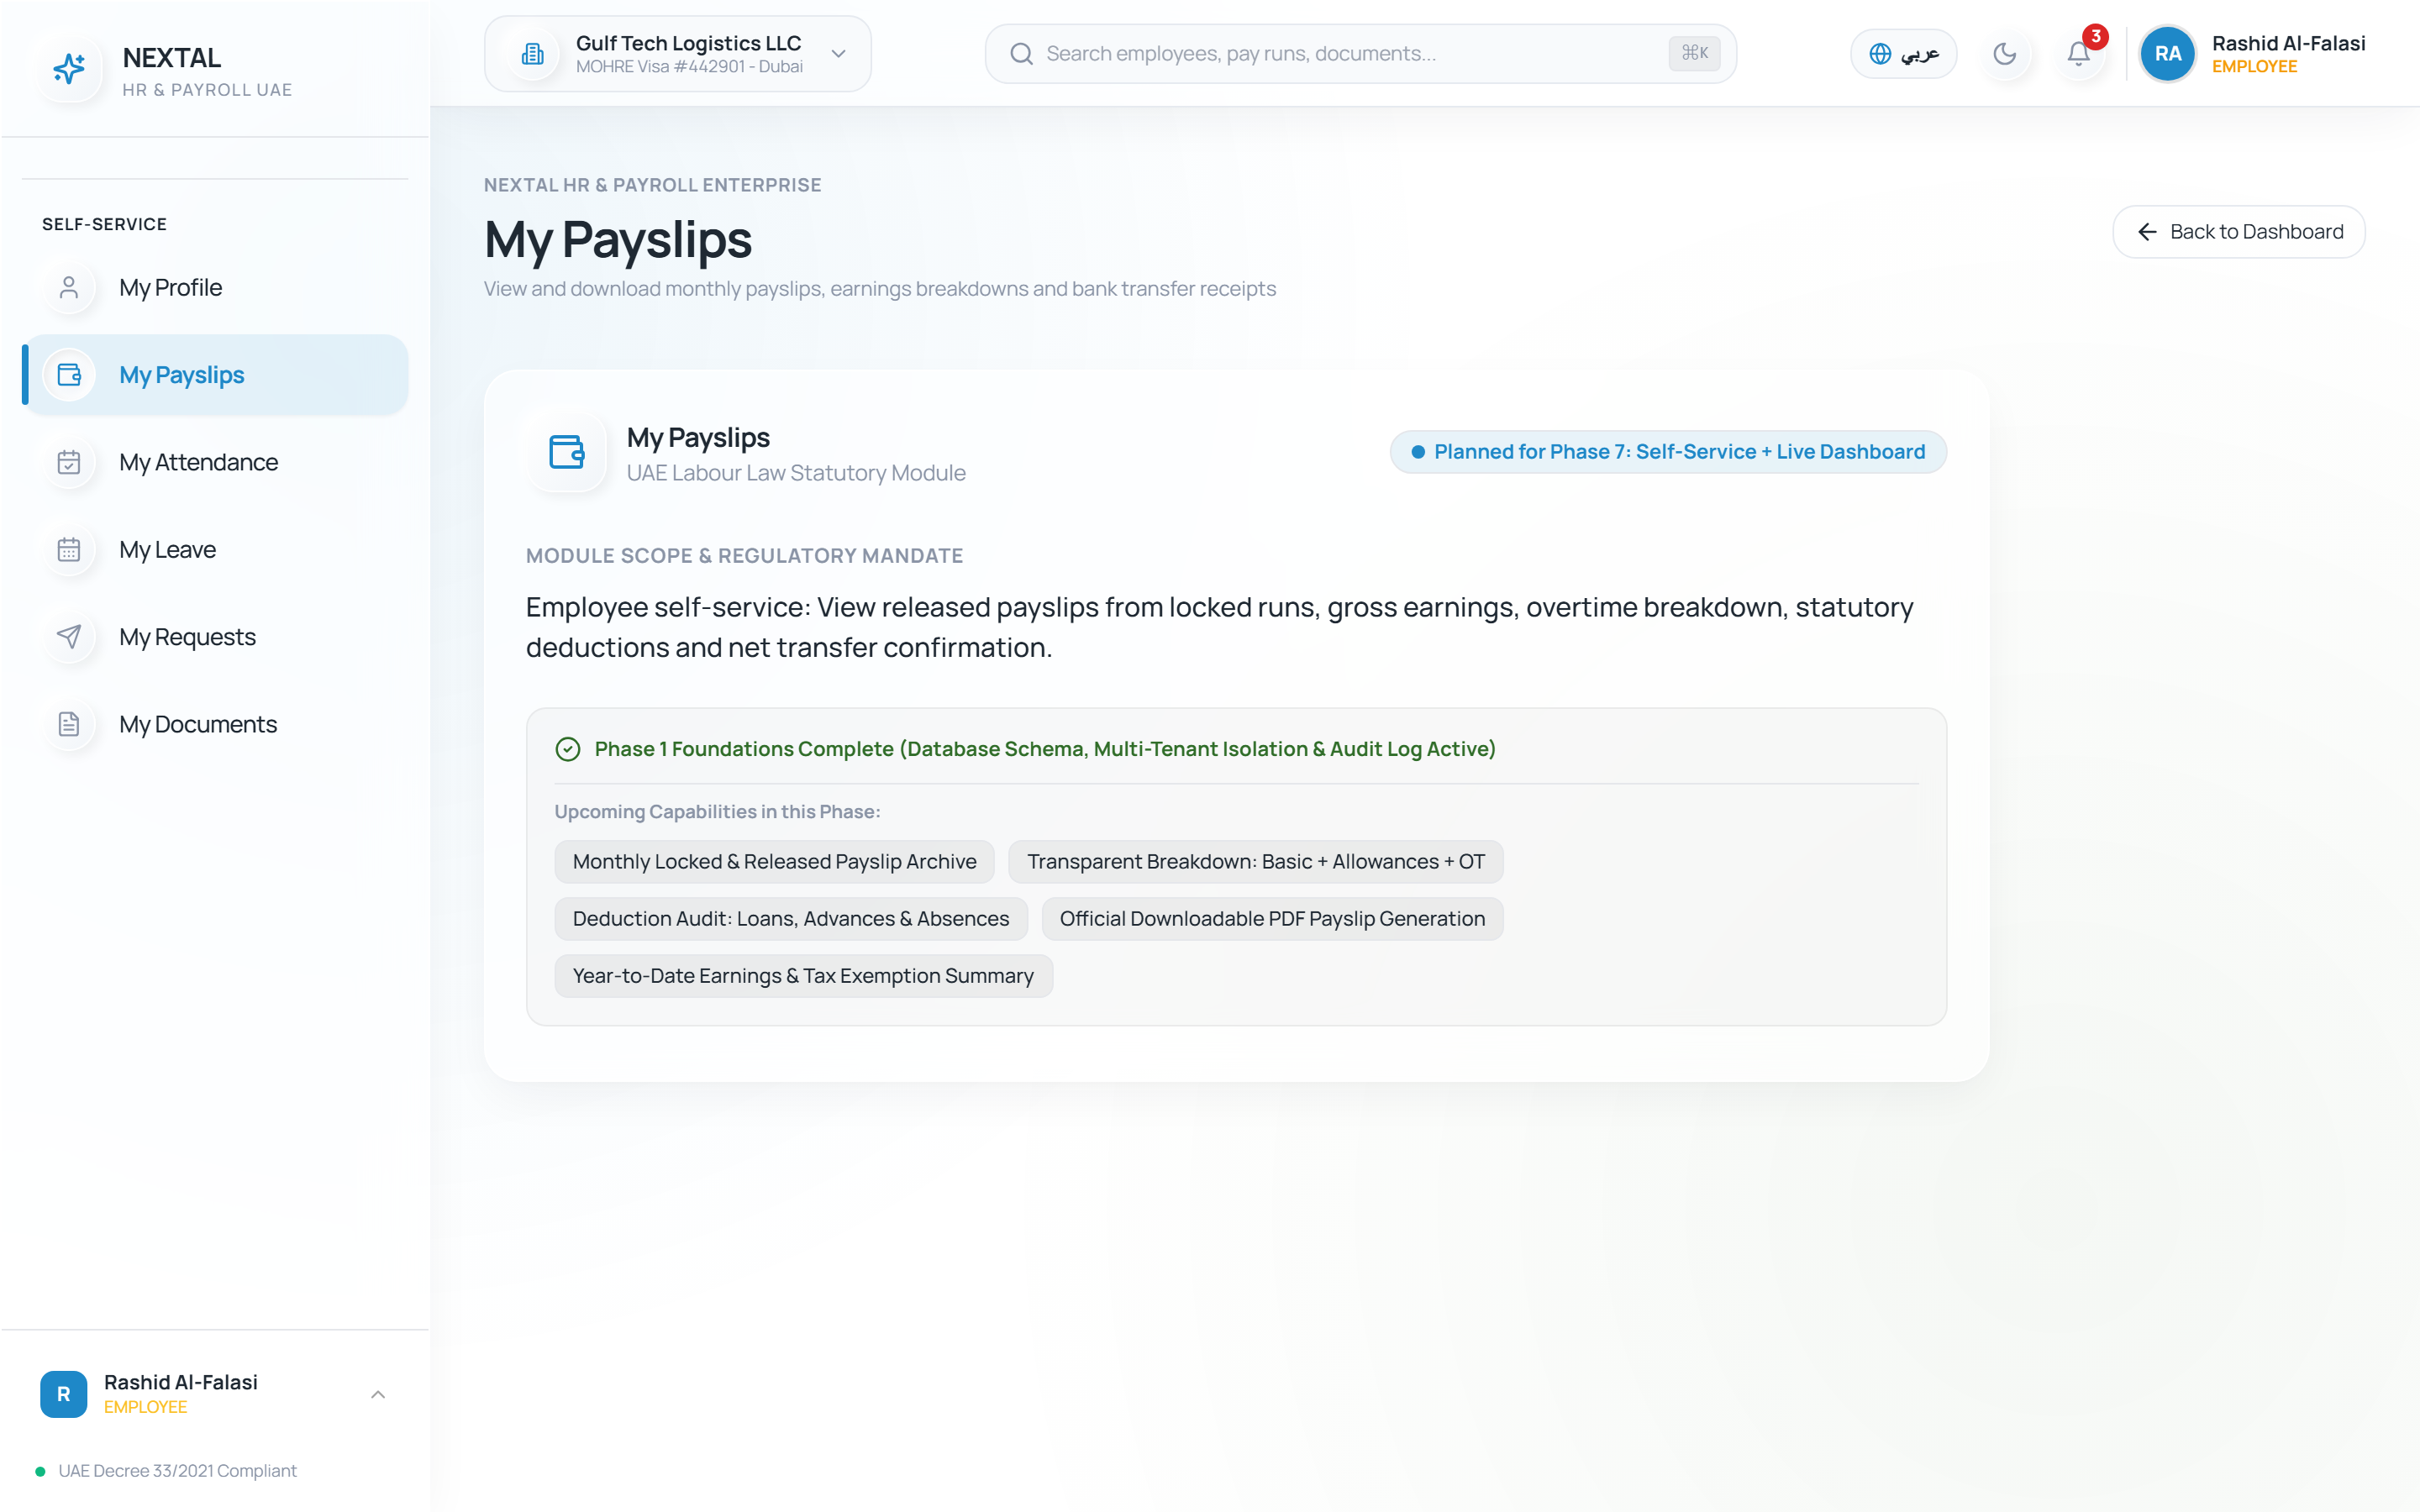 NEXTAL
HR & PAYROLL UAE
Gulf Tech Logistics LLC
MOHRE Visa #442901 - Dubai
Search employees, pay runs, documents...
⌘K
عربي
3
RA
Rashid Al-Falasi
EMPLOYEE
SELF-SERVICE
My Profile
My Payslips
My Attendance
My Leave
My Requests
My Documents
R
Rashid Al-Falasi
EMPLOYEE
UAE Decree 33/2021 Compliant
NEXTAL HR & PAYROLL ENTERPRISE
My Payslips
View and download monthly payslips, earnings breakdowns and bank transfer receipts
Back to Dashboard
My Payslips
UAE Labour Law Statutory Module
Planned for Phase 7: Self-Service + Live Dashboard
MODULE SCOPE & REGULATORY MANDATE
Employee self-service: View released payslips from locked runs, gross earnings, overtime breakdown, statutory
deductions and net transfer confirmation.
Phase 1 Foundations Complete (Database Schema, Multi-Tenant Isolation & Audit Log Active)
Upcoming Capabilities in this Phase:
Monthly Locked & Released Payslip Archive
Transparent Breakdown: Basic + Allowances + OT
Deduction Audit: Loans, Advances & Absences
Official Downloadable PDF Payslip Generation
Year-to-Date Earnings & Tax Exemption Summary